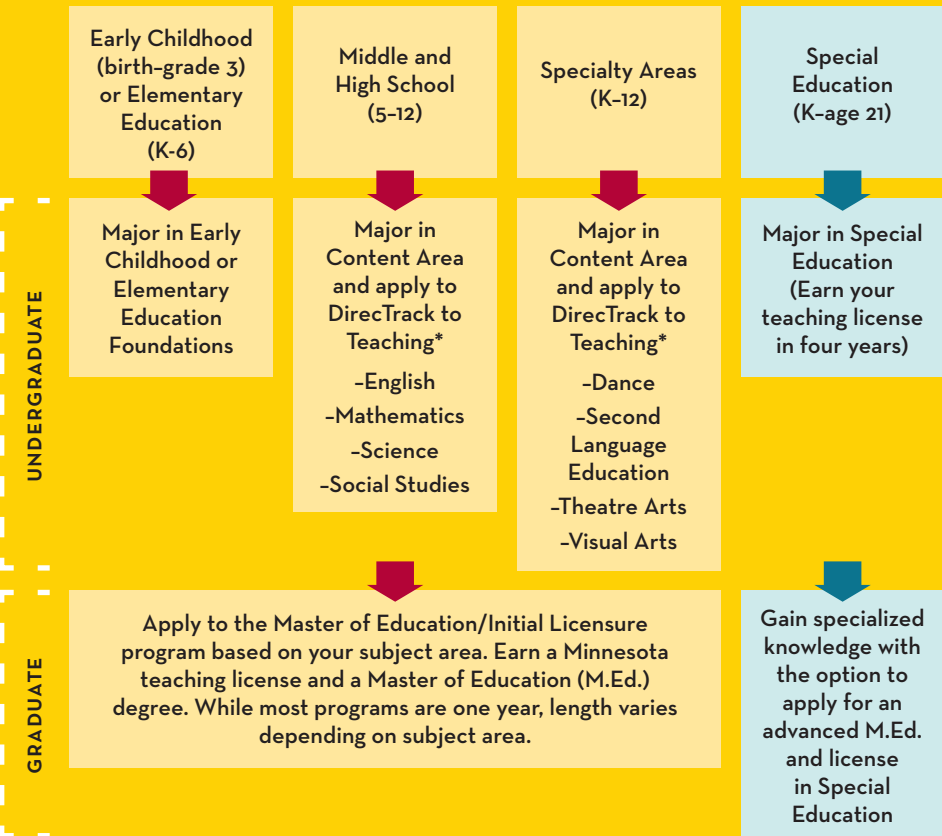 Early Childhood
(birth–grade 3)
or Elementary
Education
(K-6)
Middle and
High School
(5–12)
Specialty Areas
(K–12)
Special
Education
(K–age 21)
UNDERGRADUATE
Major in Early
Childhood or
Elementary
Education
Foundations
Major in
Content Area
and apply to
DirecTrack to
Teaching*
–English
–Mathematics
–Science
–Social Studies
Major in
Content Area
and apply to
DirecTrack to
Teaching*
–Dance
–Second
Language
Education
–Theatre Arts
–Visual Arts
Major in Special
Education
(Earn your
teaching license
in four years)
GRADUATE
Apply to the Master of Education/Initial Licensure
program based on your subject area. Earn a Minnesota
teaching license and a Master of Education (M.Ed.)
degree. While most programs are one year, length varies
depending on subject area.
Gain specialized
knowledge with
the option to
apply for an
advanced M.Ed.
and license
in Special
Education